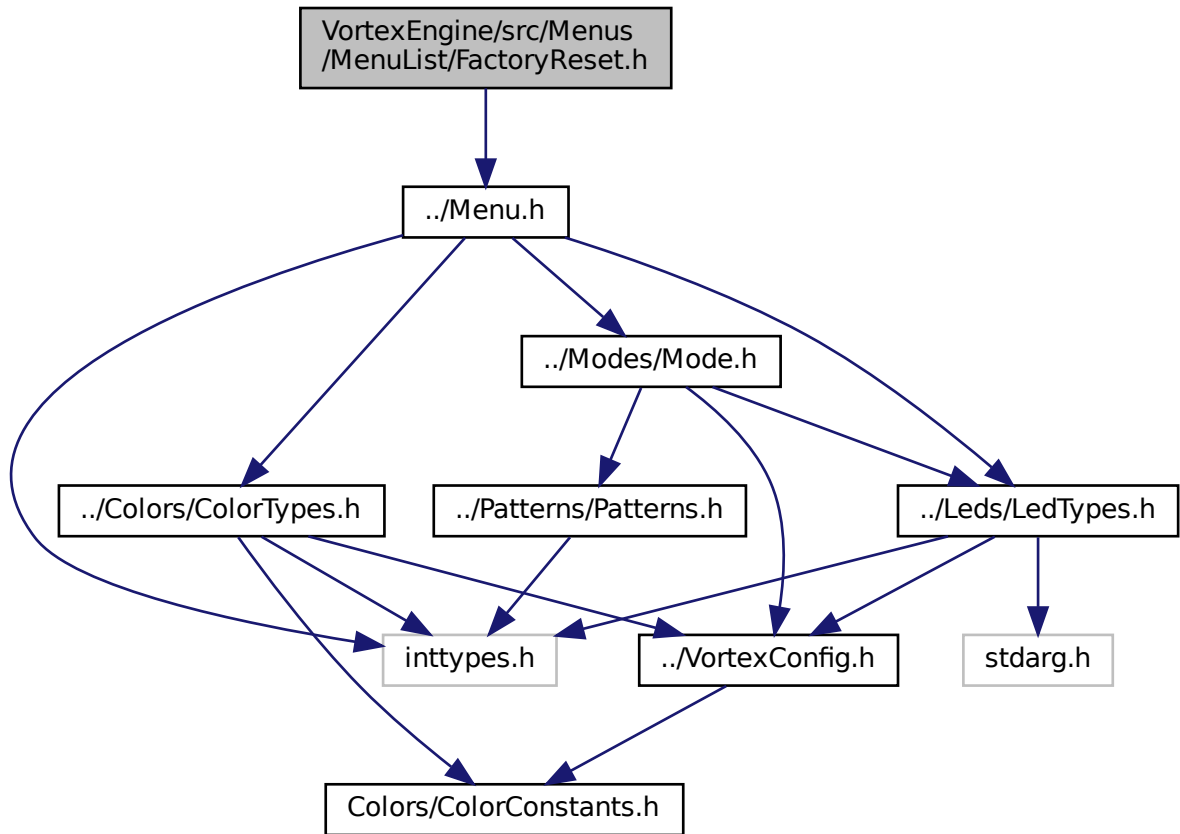 VortexEngine/src/Menus
/MenuList/FactoryReset.h
../Menu.h
../Modes/Mode.h
../Colors/ColorTypes.h
../Patterns/Patterns.h
../Leds/LedTypes.h
inttypes.h
../VortexConfig.h
stdarg.h
Colors/ColorConstants.h